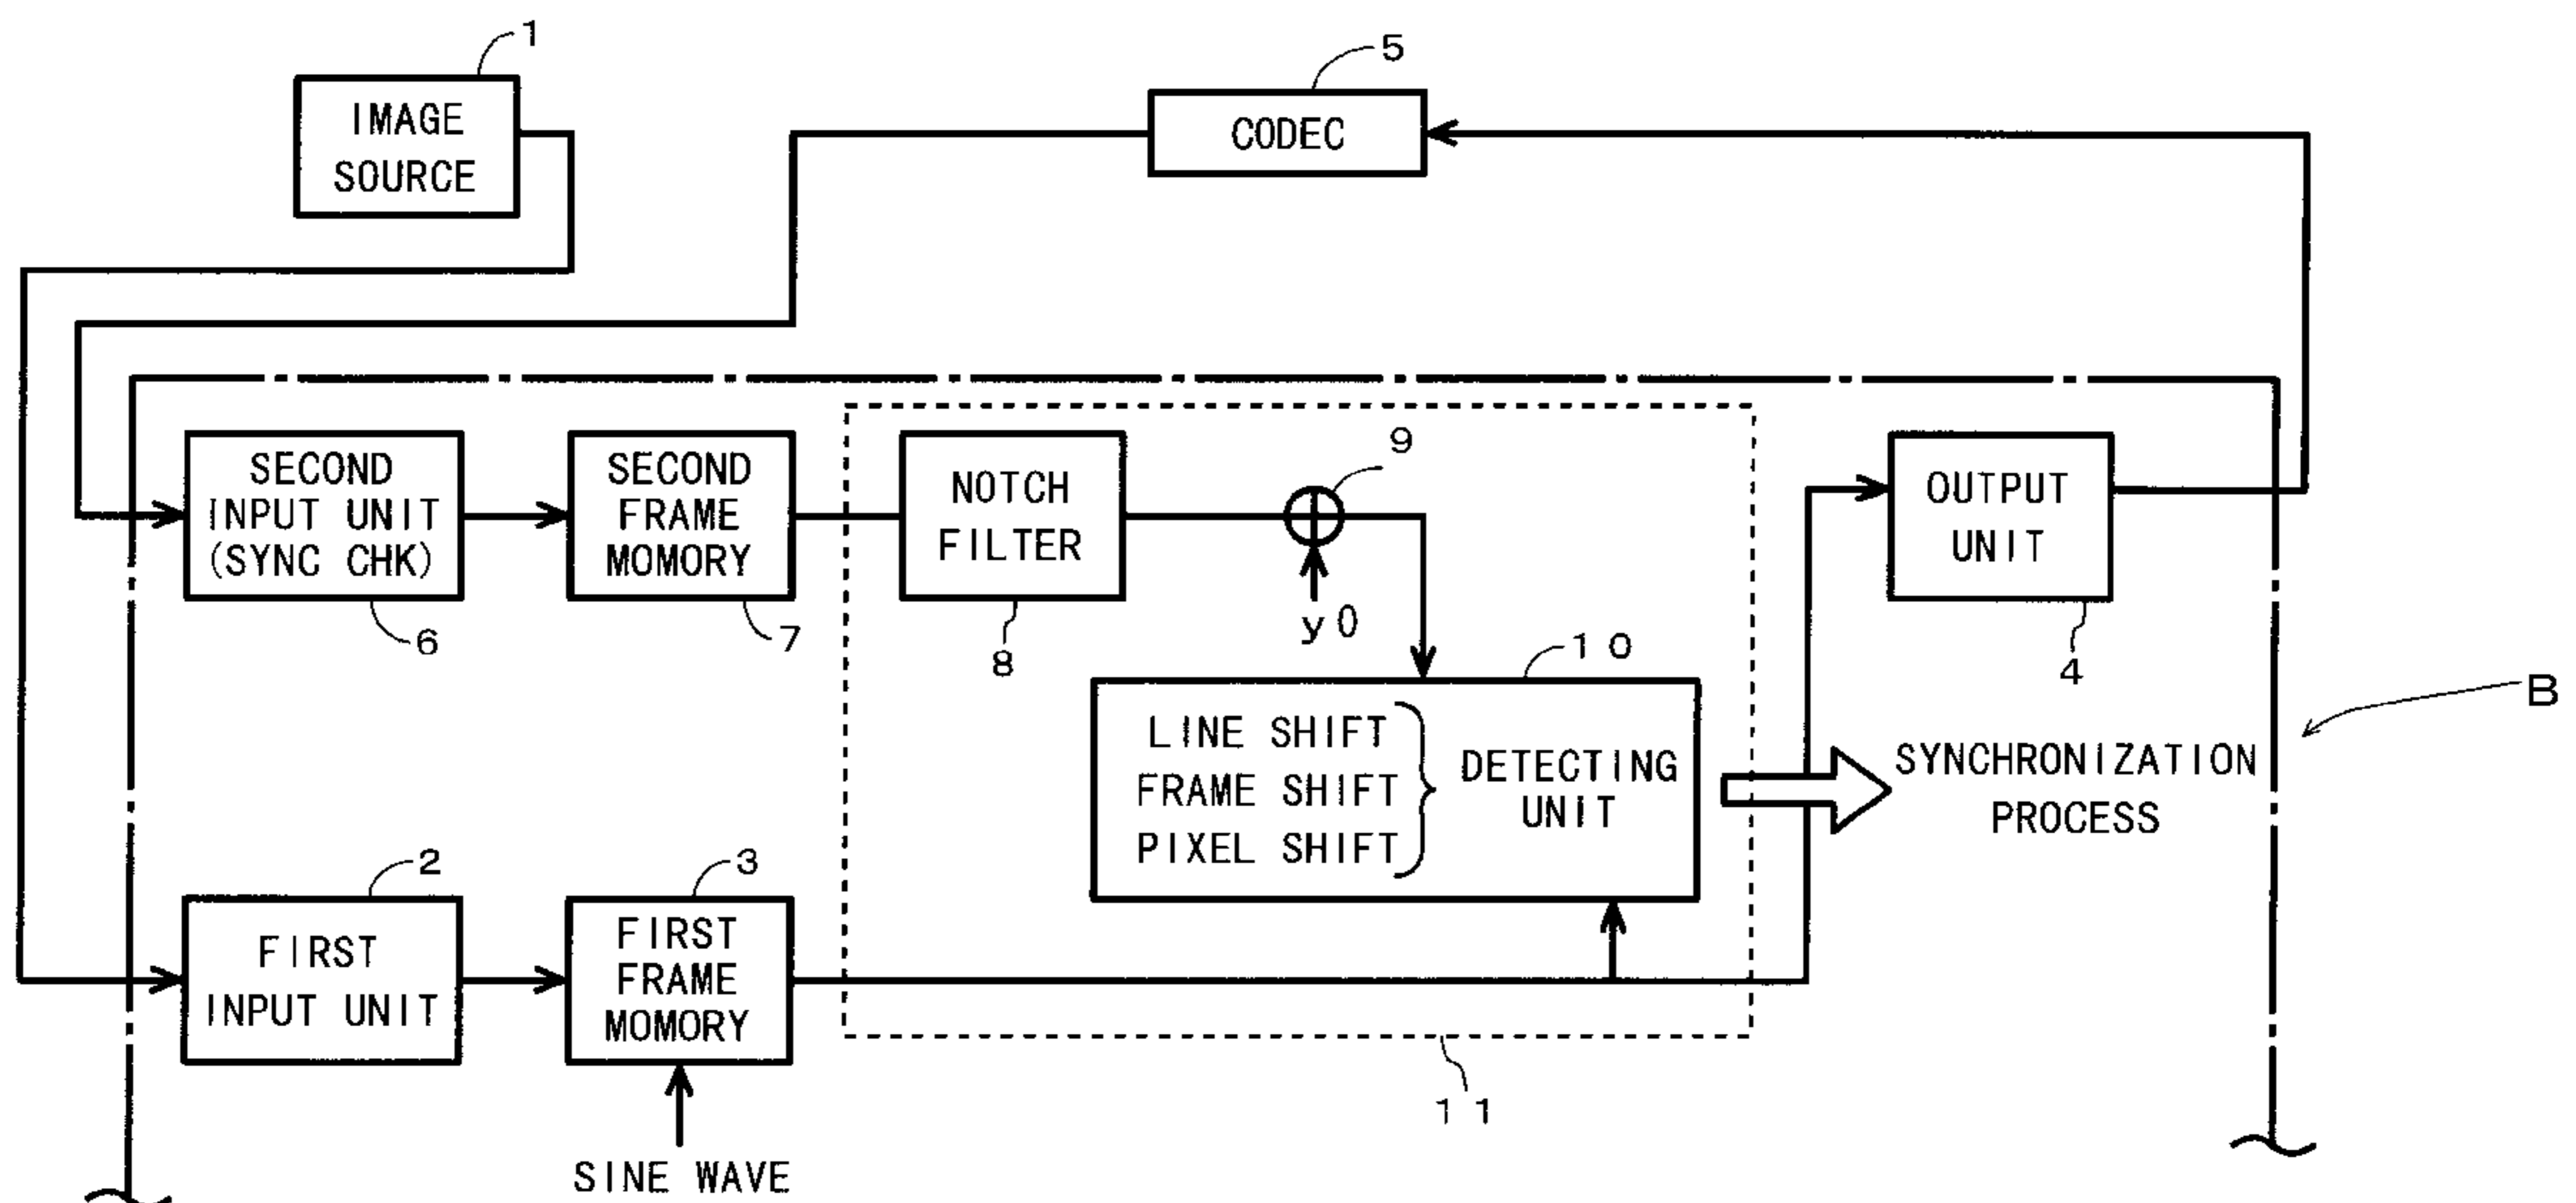 1
IMAGE
SOURCE
5
CODEC
SECOND
INPUT UNIT
(SYNC CHK)
6
SECOND
FRAME
MOMORY
7
NOTCH
FILTER
8
9
y0
10
LINE SHIFT
FRAME SHIFT
PIXEL SHIFT
DETECTING
UNIT
OUTPUT
UNIT
4
B
SYNCHRONIZATION
PROCESS
2
FIRST
INPUT UNIT
3
FIRST
FRAME
MOMORY
SINE WAVE
11